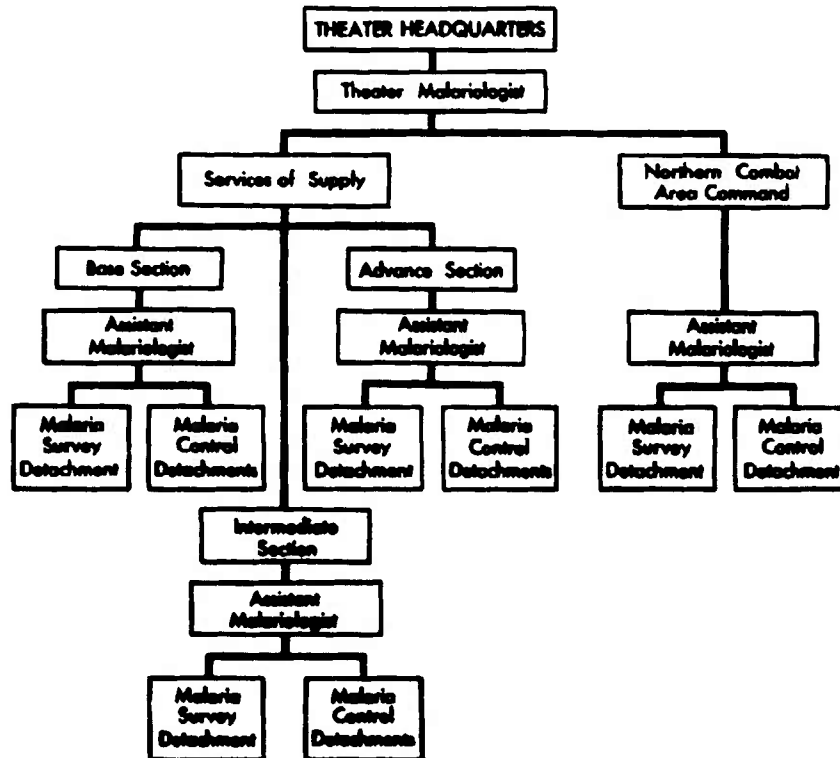 THEATER HEADQUARTERS
Theater Malariologist
Services of Supply
Northern Combat
Area Command
Base Section
Advance Section
Assistant
Malariologist
Assistant
Malariologist
Assistant
Malariologist
Malaria
Survey
Detachment
Malaria
Control
Detachments
Malaria
Survey
Detachment
Malaria
Control
Detachments
Malaria
Survey
Detachment
Malaria
Control
Detachment
Intermediate
Section
Assistant
Malariologist
Malaria
Survey
Detachment
Malaria
Control
Detachments